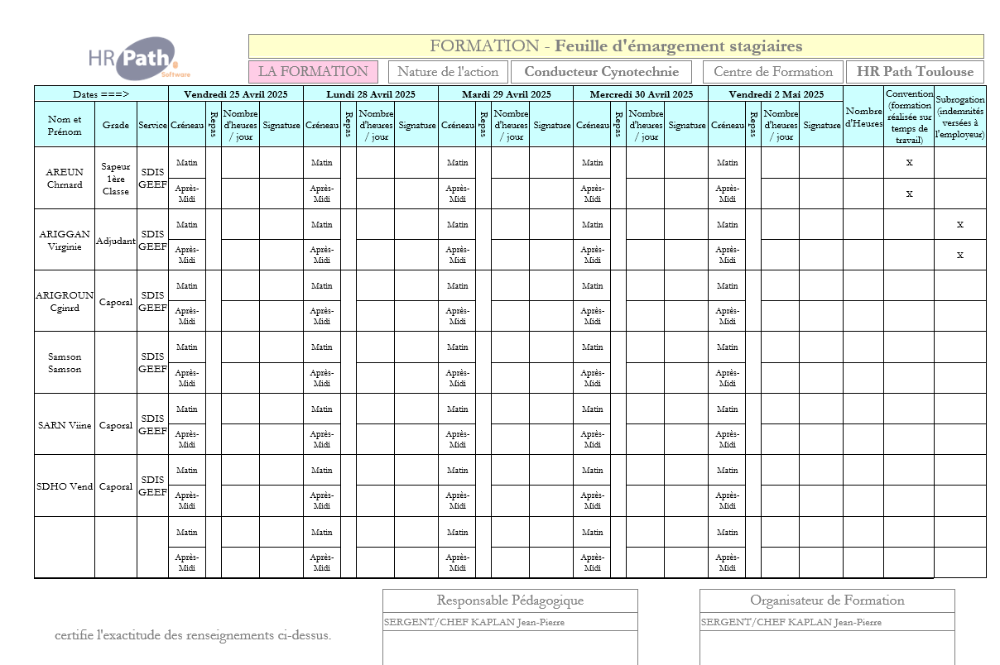 FORMATION - Feuille d'émargement stagiaires
HR Path
Software
LA FORMATION Nature de l'action Conducteur Cynotechnie Centre de Formation HR Path Toulouse
Dates ===> Vendredi 25 Avril 2025 Lundi 28 Avril 2025 Mardi 29 Avril 2025 Mercredi 30 Avril 2025 Vendredi 2 Mai 2025
Nom et Prénom Grade Service Créneau Repas Nombre d'heures / jour Signature Créneau Repas Nombre d'heures / jour Signature Créneau Repas Nombre d'heures / jour Signature Créneau Repas Nombre d'heures / jour Signature Créneau Repas Nombre d'heures / jour Signature Nombre d'Heures Convention (formation réalisée sur temps de travail) Subrogation (indemnités versées à l'employeur)
AREUN Chrnard Sapeur 1ère Classe SDIS GEEF
Matin Matin Matin Matin Matin X
Après-Midi Après-Midi Après-Midi Après-Midi Après-Midi X
ARIGGAN Virginie Adjudant SDIS GEEF
Matin Matin Matin Matin Matin X
Après-Midi Après-Midi Après-Midi Après-Midi Après-Midi X
ARIGROUN Cginrd Caporal SDIS GEEF
Matin Matin Matin Matin Matin
Après-Midi Après-Midi Après-Midi Après-Midi Après-Midi
Samson Samson SDIS GEEF
Matin Matin Matin Matin Matin
Après-Midi Après-Midi Après-Midi Après-Midi Après-Midi
SARN Viine Caporal SDIS GEEF
Matin Matin Matin Matin Matin
Après-Midi Après-Midi Après-Midi Après-Midi Après-Midi
SDHO Vend Caporal SDIS GEEF
Matin Matin Matin Matin Matin
Après-Midi Après-Midi Après-Midi Après-Midi Après-Midi
Matin Matin Matin Matin Matin
Après-Midi Après-Midi Après-Midi Après-Midi Après-Midi
Responsable Pédagogique Organisateur de Formation
SERGENT/CHEF KAPLAN Jean-Pierre SERGENT/CHEF KAPLAN Jean-Pierre
certifie l'exactitude des renseignements ci-dessus.